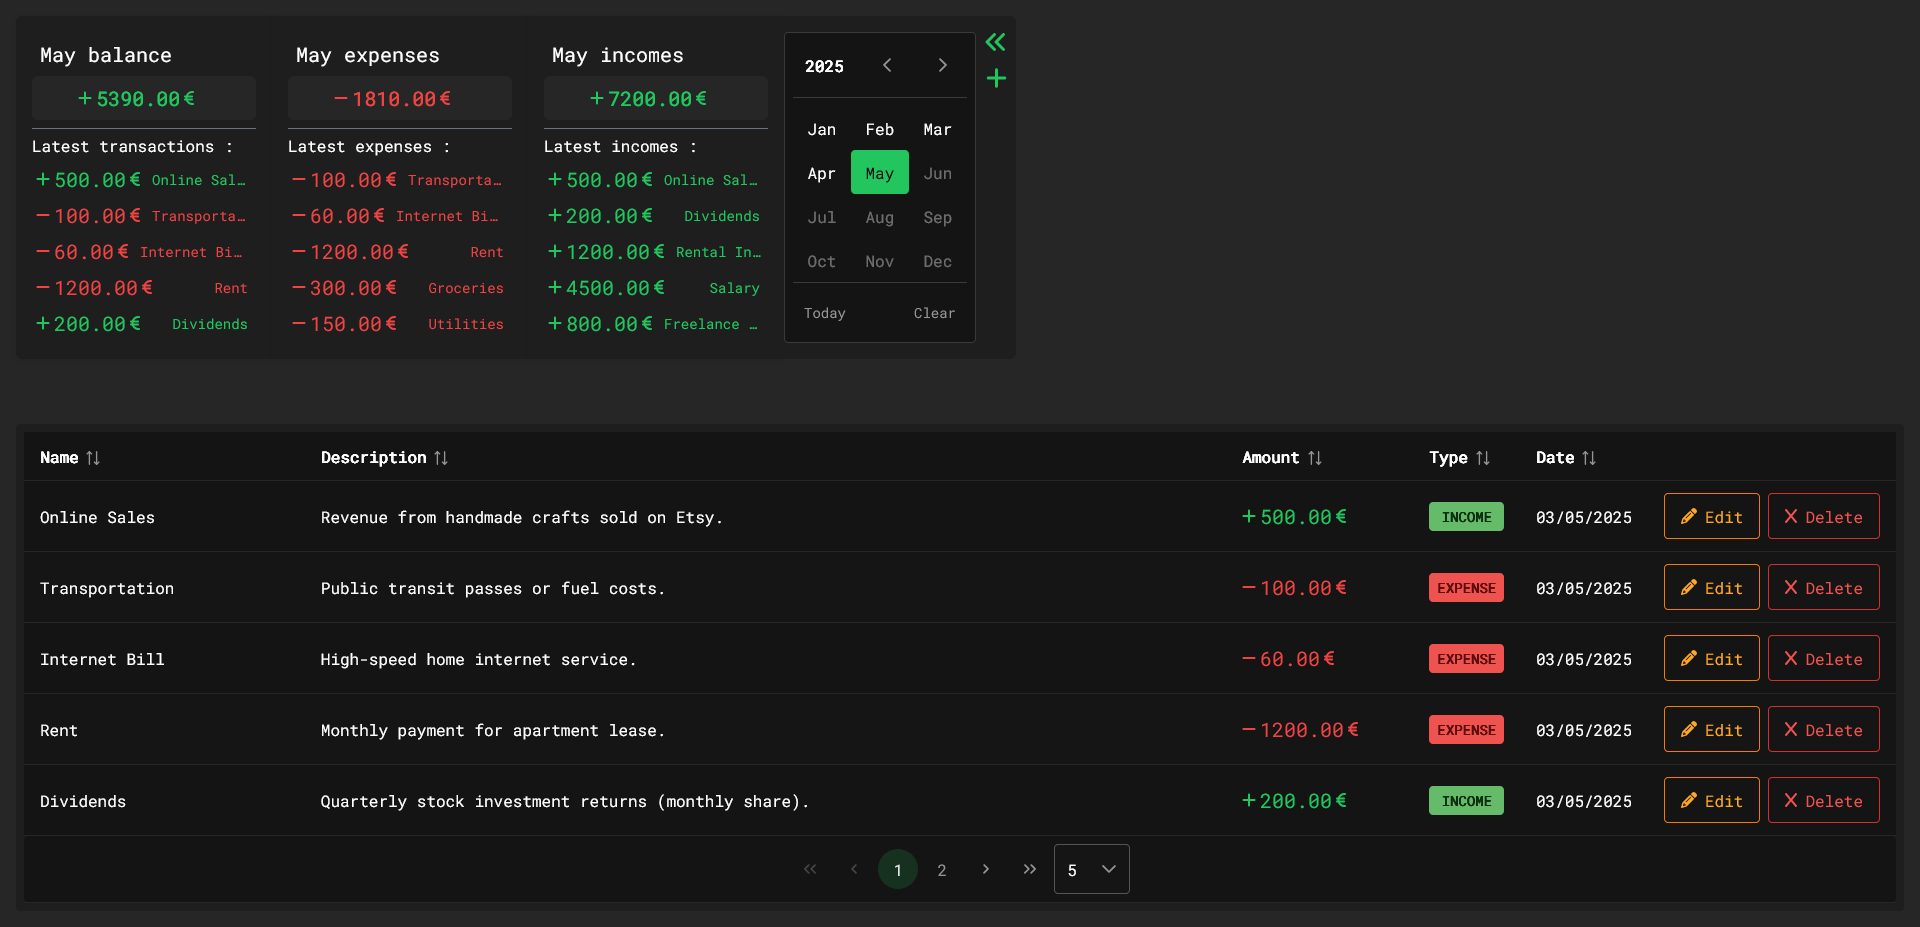 May balance
+5390.00€
Latest transactions :
+500.00€ Online Sal…
−100.00€ Transporta…
−60.00€ Internet Bi…
−1200.00€ Rent
+200.00€ Dividends
May expenses
−1810.00€
Latest expenses :
−100.00€ Transporta…
−60.00€ Internet Bi…
−1200.00€ Rent
−300.00€ Groceries
−150.00€ Utilities
May incomes
+7200.00€
Latest incomes :
+500.00€ Online Sal…
+200.00€ Dividends
+1200.00€ Rental In…
+4500.00€ Salary
+800.00€ Freelance …
2025
Jan Feb Mar
Apr May Jun
Jul Aug Sep
Oct Nov Dec
Today Clear
Name Description Amount Type Date
Online Sales Revenue from handmade crafts sold on Etsy. +500.00€ INCOME 03/05/2025 Edit Delete
Transportation Public transit passes or fuel costs. −100.00€ EXPENSE 03/05/2025 Edit Delete
Internet Bill High-speed home internet service. −60.00€ EXPENSE 03/05/2025 Edit Delete
Rent Monthly payment for apartment lease. −1200.00€ EXPENSE 03/05/2025 Edit Delete
Dividends Quarterly stock investment returns (monthly share). +200.00€ INCOME 03/05/2025 Edit Delete
1 2 5